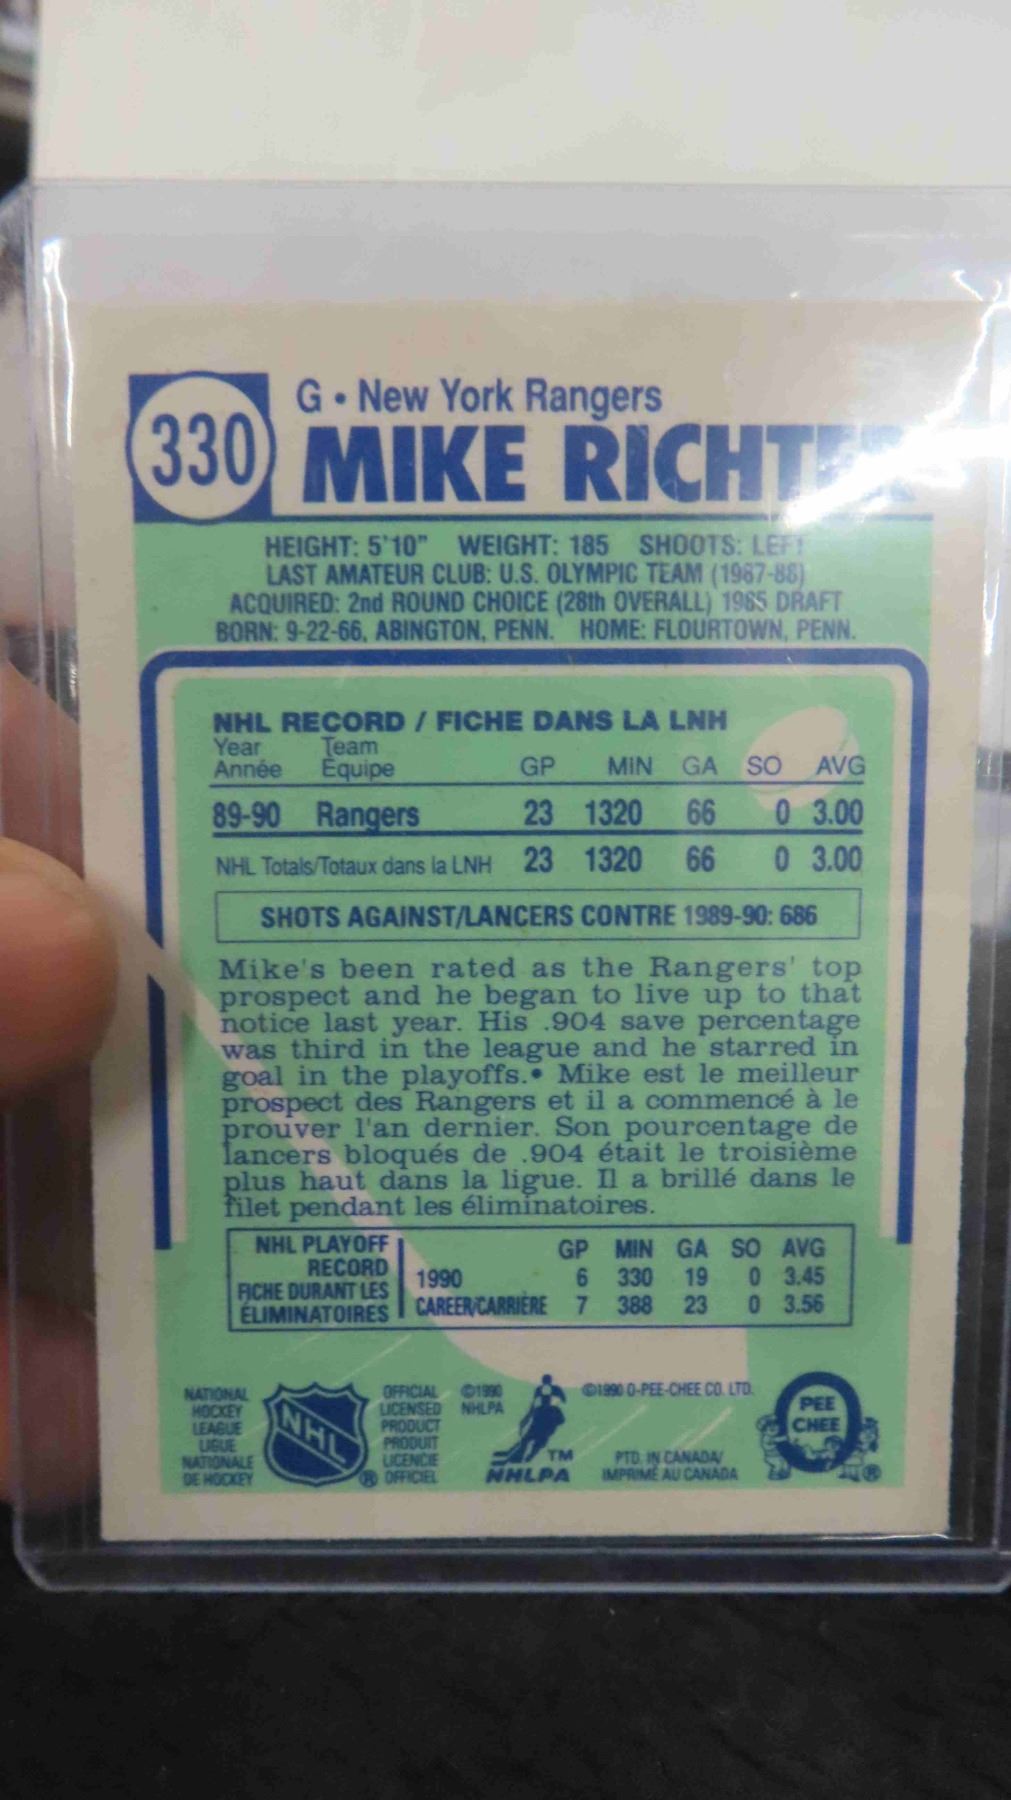 330
G • New York Rangers
MIKE RICHTER
HEIGHT: 5'10" WEIGHT: 185 SHOOTS: LEFT
LAST AMATEUR CLUB: U.S. OLYMPIC TEAM (1987-88)
ACQUIRED: 2nd ROUND CHOICE (28th OVERALL) 1985 DRAFT
BORN: 9-22-66, ABINGTON, PENN. HOME: FLOURTOWN, PENN.
NHL RECORD / FICHE DANS LA LNH
Year Team
Année Équipe GP MIN GA SO AVG
89-90 Rangers 23 1320 66 0 3.00
NHL Totals/Totaux dans la LNH 23 1320 66 0 3.00
SHOTS AGAINST/LANCERS CONTRE 1989-90: 686
Mike's been rated as the Rangers' top
prospect and he began to live up to that
notice last year. His .904 save percentage
was third in the league and he starred in
goal in the playoffs.• Mike est le meilleur
prospect des Rangers et il a commencé à le
prouver l'an dernier. Son pourcentage de
lancers bloqués de .904 était le troisième
plus haut dans la ligue. Il a brillé dans le
filet pendant les éliminatoires.
NHL PLAYOFF
RECORD
FICHE DURANT LES
ÉLIMINATOIRES
GP MIN GA SO AVG
1990 6 330 19 0 3.45
CAREER/CARRIÈRE 7 388 23 0 3.56
NATIONAL
HOCKEY
LEAGUE
LIGUE
NATIONALE
DE HOCKEY
NHL
®
OFFICIAL
LICENSED
PRODUCT
PRODUIT
LICENCIÉ
OFFICIEL
©1990
NHLPA
TM
NHLPA
©1990 O-PEE-CHEE CO. LTD.
PTD. IN CANADA/
IMPRIMÉ AU CANADA
PEE
CHEE
®